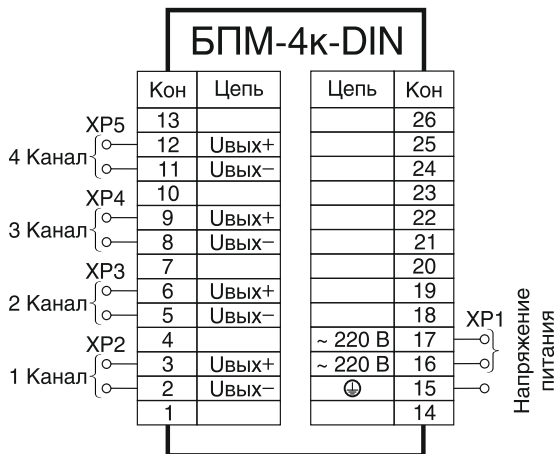 БПМ-4к-DIN
Кон Цепь Цепь Кон
13 26
XP5
4 Канал 12 Uвых+ 25
11 Uвых− 24
10 23
XP4
3 Канал 9 Uвых+ 22
8 Uвых− 21
7 20
XP3
2 Канал 6 Uвых+ 19
5 Uвых− 18
4 ~ 220 В 17 XP1
XP2
1 Канал 3 Uвых+ ~ 220 В 16
2 Uвых− 15
1 14
Напряжение
питания